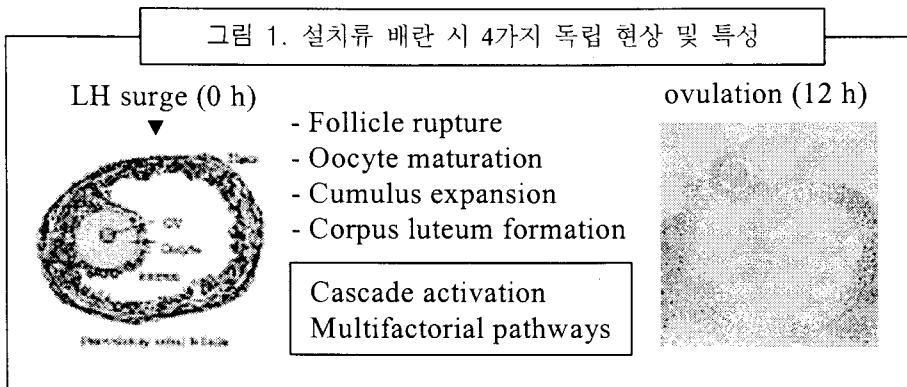 그림 1. 설치류 배란 시 4가지 독립 현상 및 특성
LH surge (0 h)
ovulation (12 h)
- Follicle rupture
- Oocyte maturation
- Cumulus expansion
- Corpus luteum formation
GV
Oocyte
Cascade activation
Multifactorial pathways